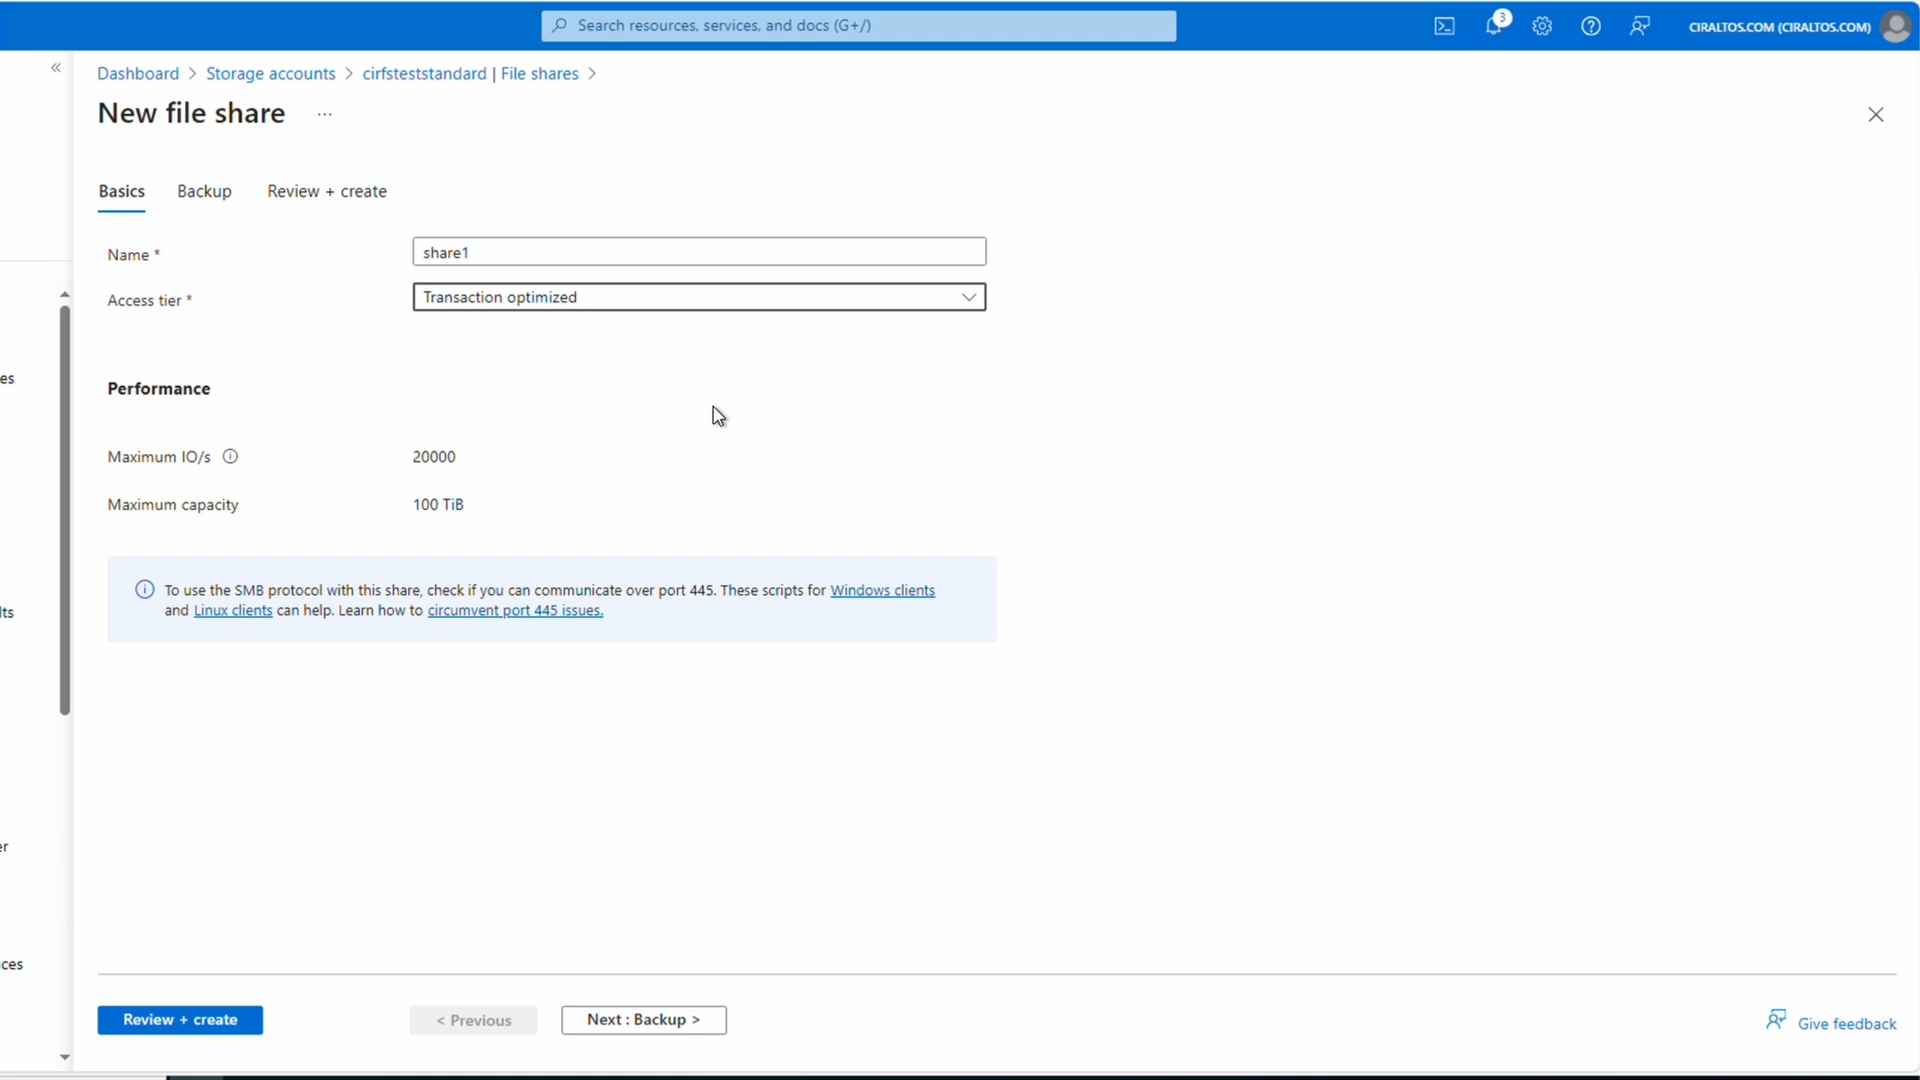 Search resources, services, and docs (G+/)
3
CIRALTOS.COM (CIRALTOS.COM)
«
Dashboard > Storage accounts > cirfsteststandard | File shares >
New file share ...
Basics Backup Review + create
Name * share1
Access tier * Transaction optimized
es
Performance
Maximum IO/s 20000
Maximum capacity 100 TiB
To use the SMB protocol with this share, check if you can communicate over port 445. These scripts for Windows clients
and Linux clients can help. Learn how to circumvent port 445 issues.
lts
er
ces
Review + create < Previous Next : Backup > Give feedback